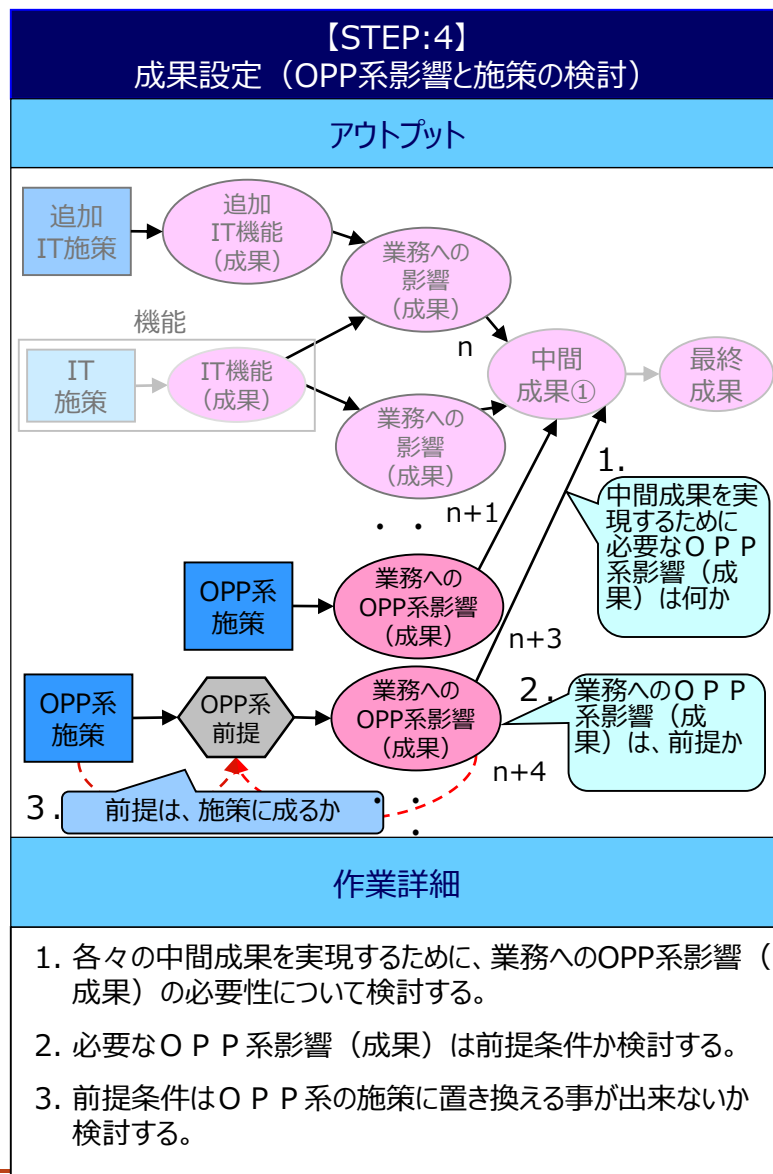 【STEP:4】
成果設定（OPP系影響と施策の検討）
アウトプット
追加
IT施策
追加
IT機能
（成果）
業務への
影響
（成果）
機能
IT
施策
IT機能
（成果）
業務への
影響
（成果）
n
中間
成果①
最終
成果
・ ・
n+1
1.
中間成果を実
現するために
必要なＯＰＰ
系影響（成
果）は何か
OPP系
施策
業務への
OPP系影響
（成果）
n+3
OPP系
施策
OPP系
前提
業務への
OPP系影響
（成果）
2.
業務へのＯＰＰ
系影響（成
果）は、前提か
n+4
3.
前提は、施策に成るか
・ ・
・
作業詳細
1. 各々の中間成果を実現するために、業務へのOPP系影響（
成果）の必要性について検討する。
2. 必要なＯＰＰ系影響（成果）は前提条件か検討する。
3. 前提条件はＯＰＰ系の施策に置き換える事が出来ないか
検討する。